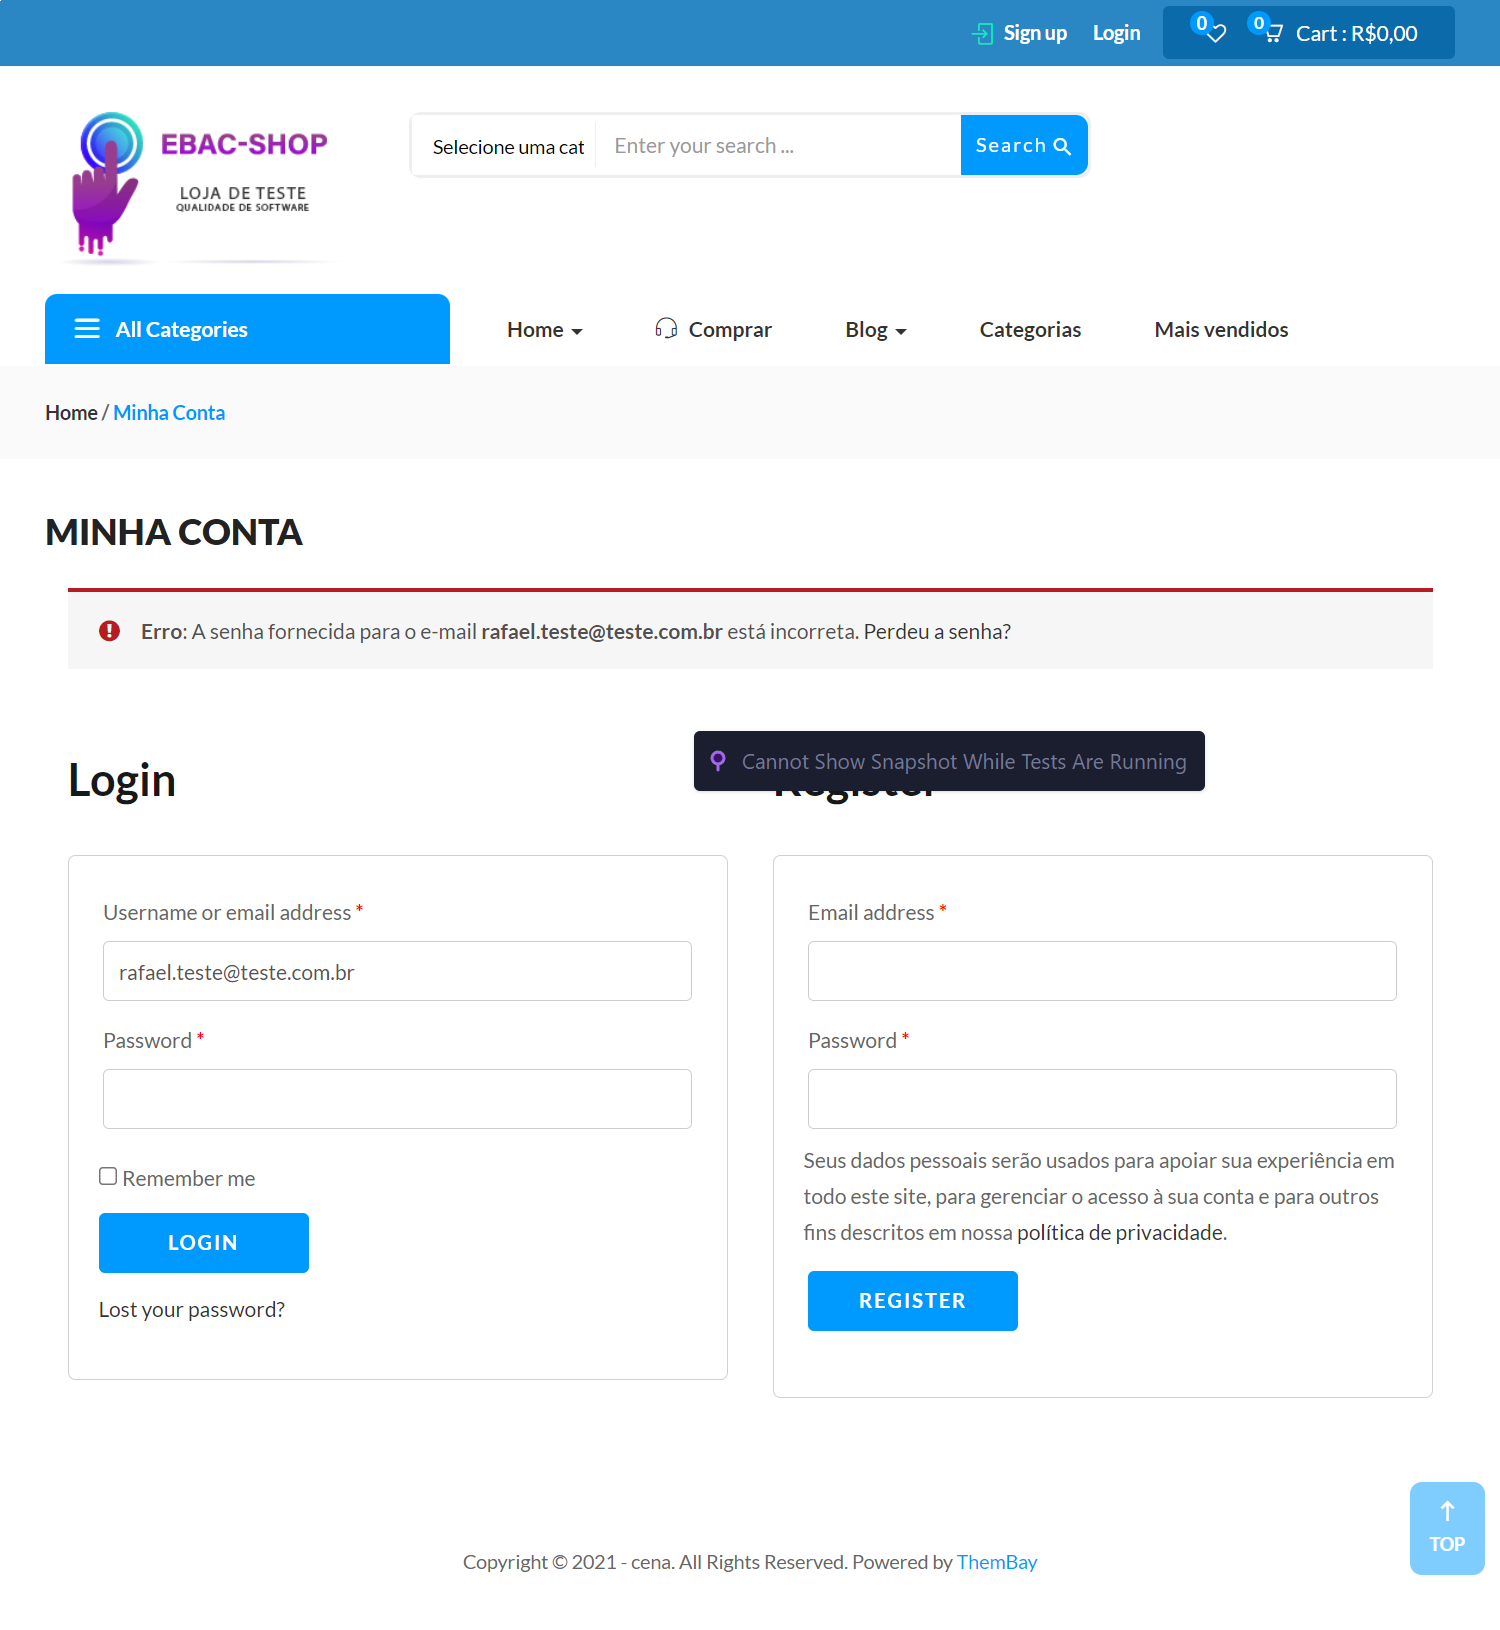 Sign up
Login
0
0
Cart : R$0,00
EBAC-SHOP
LOJA DE TESTE
QUALIDADE DE SOFTWARE
Selecione uma cat
Enter your search ...
Search
All Categories
Home
Comprar
Blog
Categorias
Mais vendidos
Home / Minha Conta
MINHA CONTA
Erro: A senha fornecida para o e-mail rafael.teste@teste.com.br está incorreta. Perdeu a senha?
Cannot Show Snapshot While Tests Are Running
Login
Register
Username or email address *
rafael.teste@teste.com.br
Password *
Remember me
LOGIN
Lost your password?
Email address *
Password *
Seus dados pessoais serão usados para apoiar sua experiência em
todo este site, para gerenciar o acesso à sua conta e para outros
fins descritos em nossa política de privacidade.
REGISTER
TOP
Copyright © 2021 - cena. All Rights Reserved. Powered by ThemBay